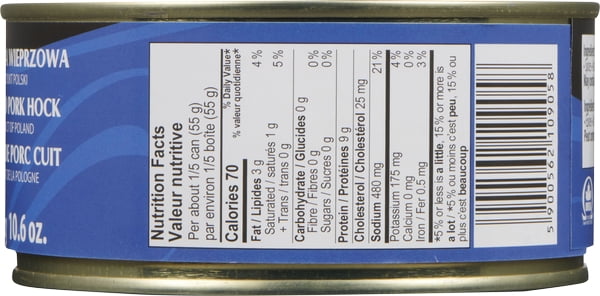 WIEPRZOWA
PORK HOCK
OF POLAND
PORC CUIT
DE LA POLOGNE
10.6 oz.
Nutrition Facts
Valeur nutritive
Per about 1/5 can (55 g)
par environ 1/5 boîte (55 g)
Calories 70
% Daily Value*
% valeur quotidienne*
Fat / Lipides 3 g 4 %
Saturated / saturés 1 g
+ Trans / trans 0 g 5 %
Carbohydrate / Glucides 0 g
Fibre / Fibres 0 g 0 %
Sugars / Sucres 0 g 0 %
Protein / Protéines 9 g
Cholesterol / Cholestérol 25 mg
Sodium 480 mg 21 %
Potassium 175 mg 4 %
Calcium 0 mg 0 %
Iron / Fer 0.5 mg 3 %
*5% or less is a little, 15% or more is
a lot / *5% ou moins c'est peu, 15% ou
plus c'est beaucoup
5 900562 109058